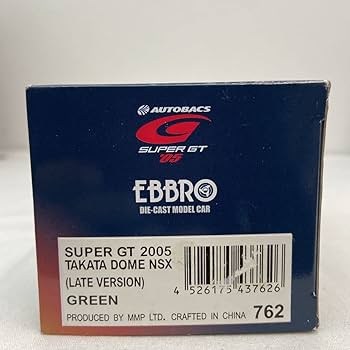 AUTOBACS
SUPER GT
'05
EBBRO
DIE-CAST MODEL CAR
SUPER GT 2005
TAKATA DOME NSX
(LATE VERSION)
GREEN
4 526175 437626
PRODUCED BY MMP LTD. CRAFTED IN CHINA 762